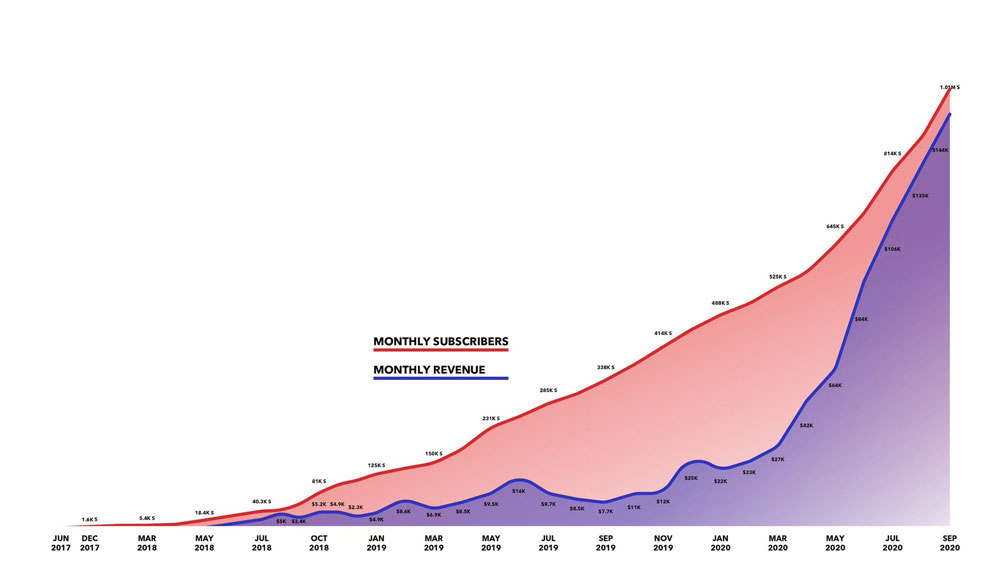 1.01M S
814K S
$144K
$135K
645K S
$106K
525K S
488K S
$84K
414K S
MONTHLY SUBSCRIBERS
338K S
MONTHLY REVENUE
$64K
285K S
231K S
$42K
150K S
$27K
125K S
$23K
81K S
$25K
$22K
$16K
40.3K S
$5.2K $4.9K $2.3K
$9.5K
$9.7K
$12K
18.4K S
$8.6K
$8.5K
$8.5K
$11K
5.4K S
$6.9K
$7.7K
1.6K S
$5K $2.4K
$4.9K
JUN DEC MAR MAY JUL OCT JAN MAR MAY JUL SEP NOV JAN MAR MAY JUL SEP
2017 2017 2018 2018 2018 2018 2019 2019 2019 2019 2019 2019 2020 2020 2020 2020 2020